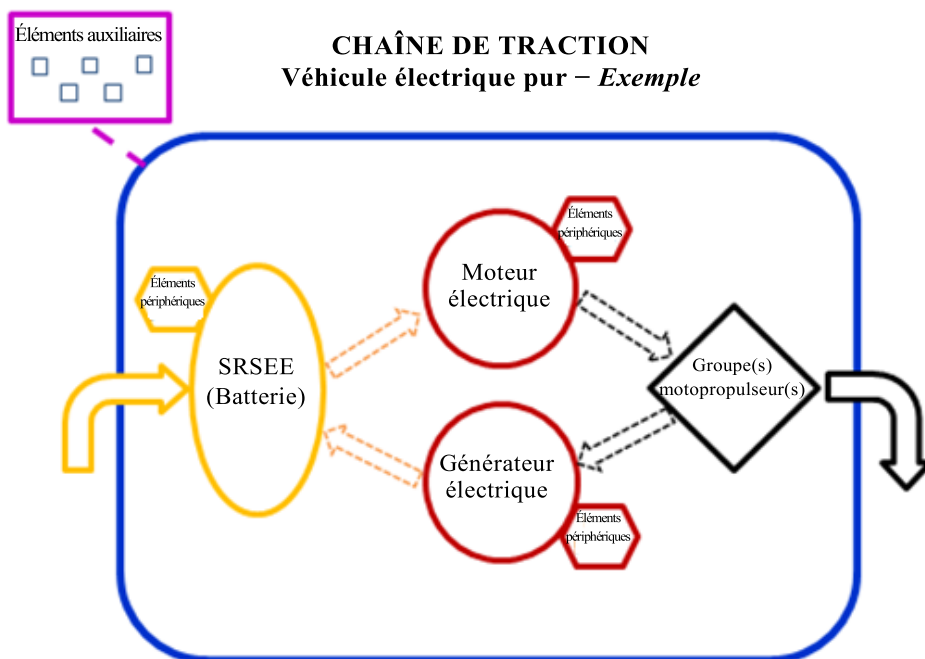 Éléments auxiliaires
CHAÎNE DE TRACTION
Véhicule électrique pur – Exemple
Éléments
périphériques
Moteur
électrique
Éléments
périphériques
SRSEE
(Batterie)
Groupe(s)
motopropulseur(s)
Générateur
électrique
Éléments
périphériques